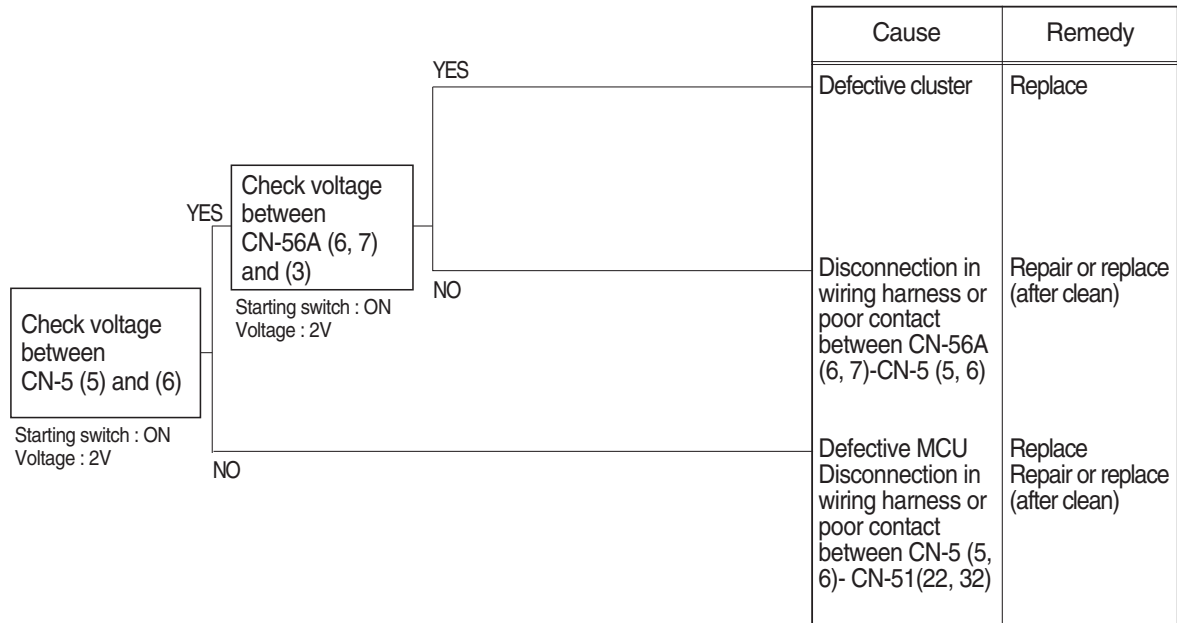 Cause
Remedy
YES
Defective cluster
Replace
Check voltage
between
CN-56A (6, 7)
and (3)
YES
Starting switch : ON
Voltage : 2V
NO
Disconnection in
wiring harness or
poor contact
between CN-56A
(6, 7)-CN-5 (5, 6)
Repair or replace
(after clean)
Check voltage
between
CN-5 (5) and (6)
Starting switch : ON
Voltage : 2V
NO
Defective MCU
Disconnection in
wiring harness or
poor contact
between CN-5 (5,
6)- CN-51(22, 32)
Replace
Repair or replace
(after clean)